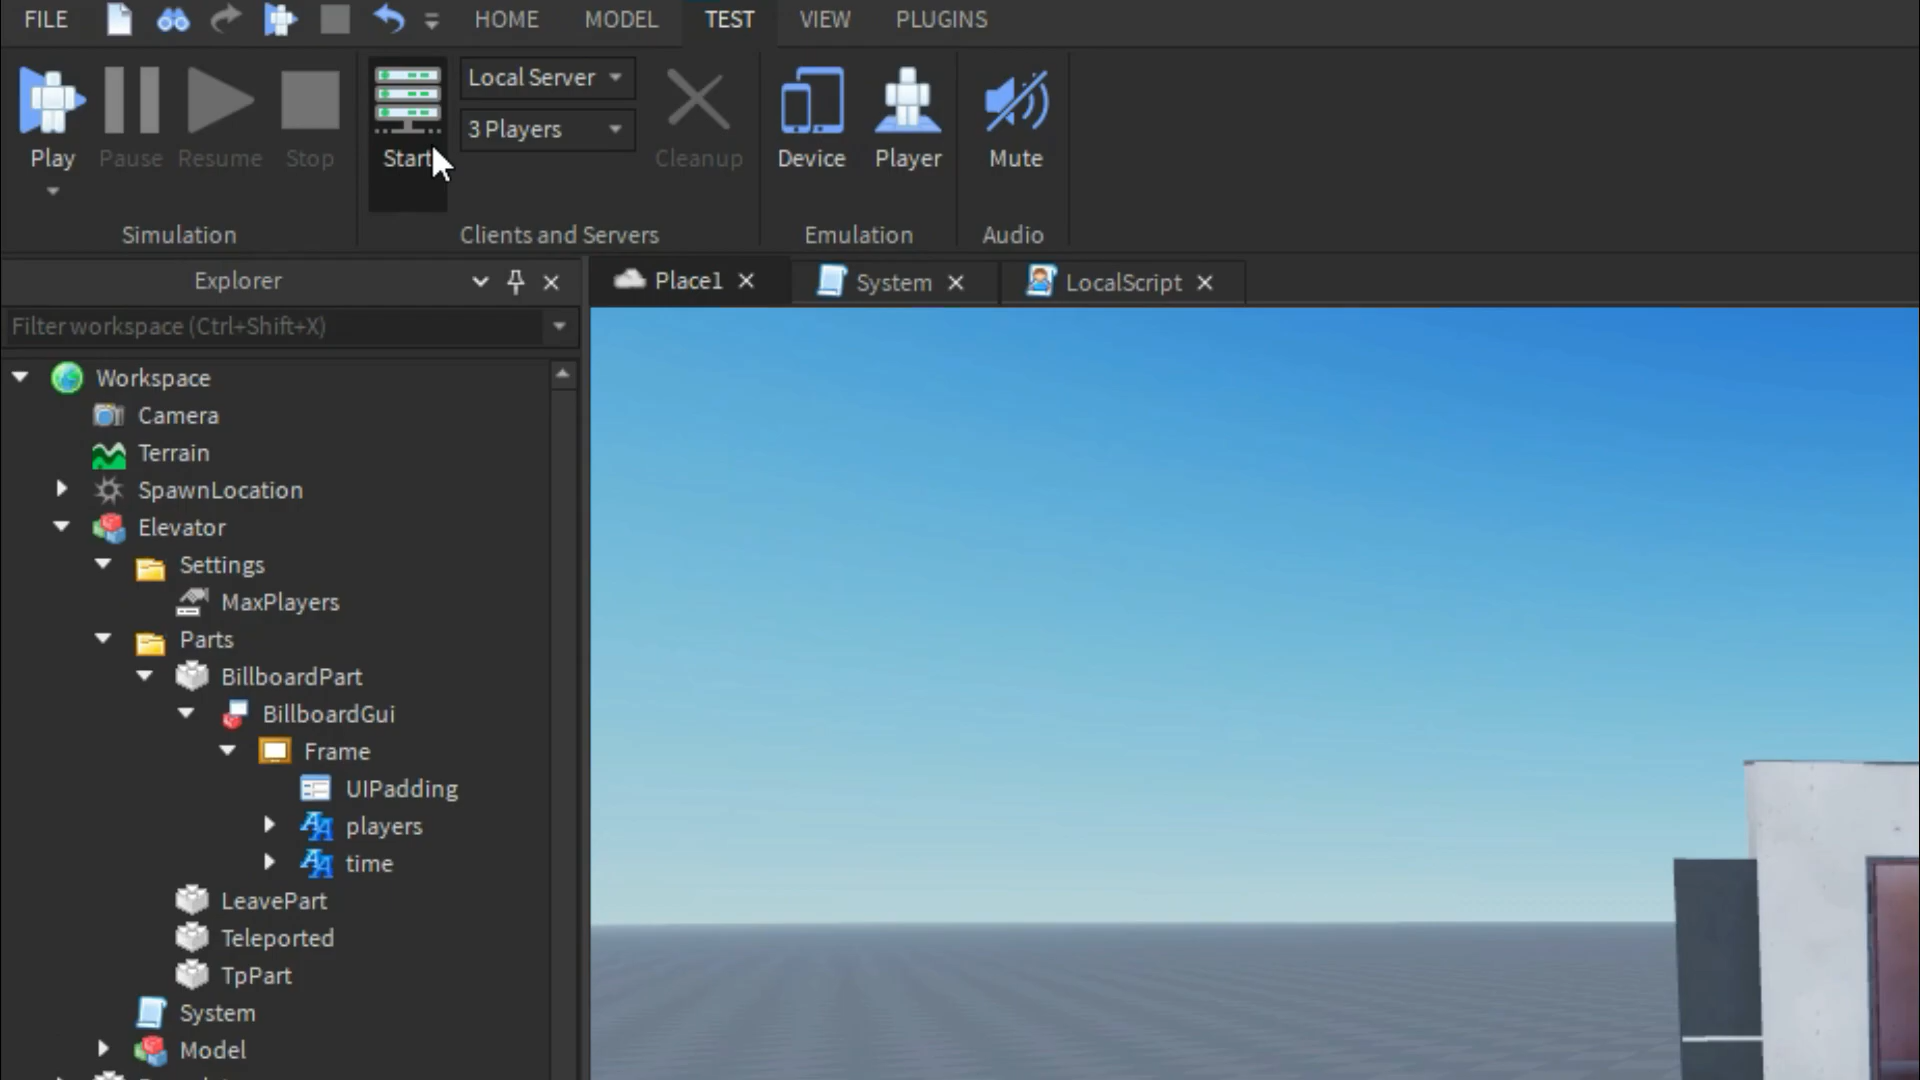 FILE HOME MODEL TEST VIEW PLUGINS
Local Server
3 Players
Play Pause Resume Stop Start Cleanup Device Player Mute
Simulation Clients and Servers Emulation Audio
Explorer Place1 System LocalScript
Filter workspace (Ctrl+Shift+X)
Workspace
Camera
Terrain
SpawnLocation
Elevator
Settings
MaxPlayers
Parts
BillboardPart
BillboardGui
Frame
UIPadding
players
time
LeavePart
Teleported
TpPart
System
Model